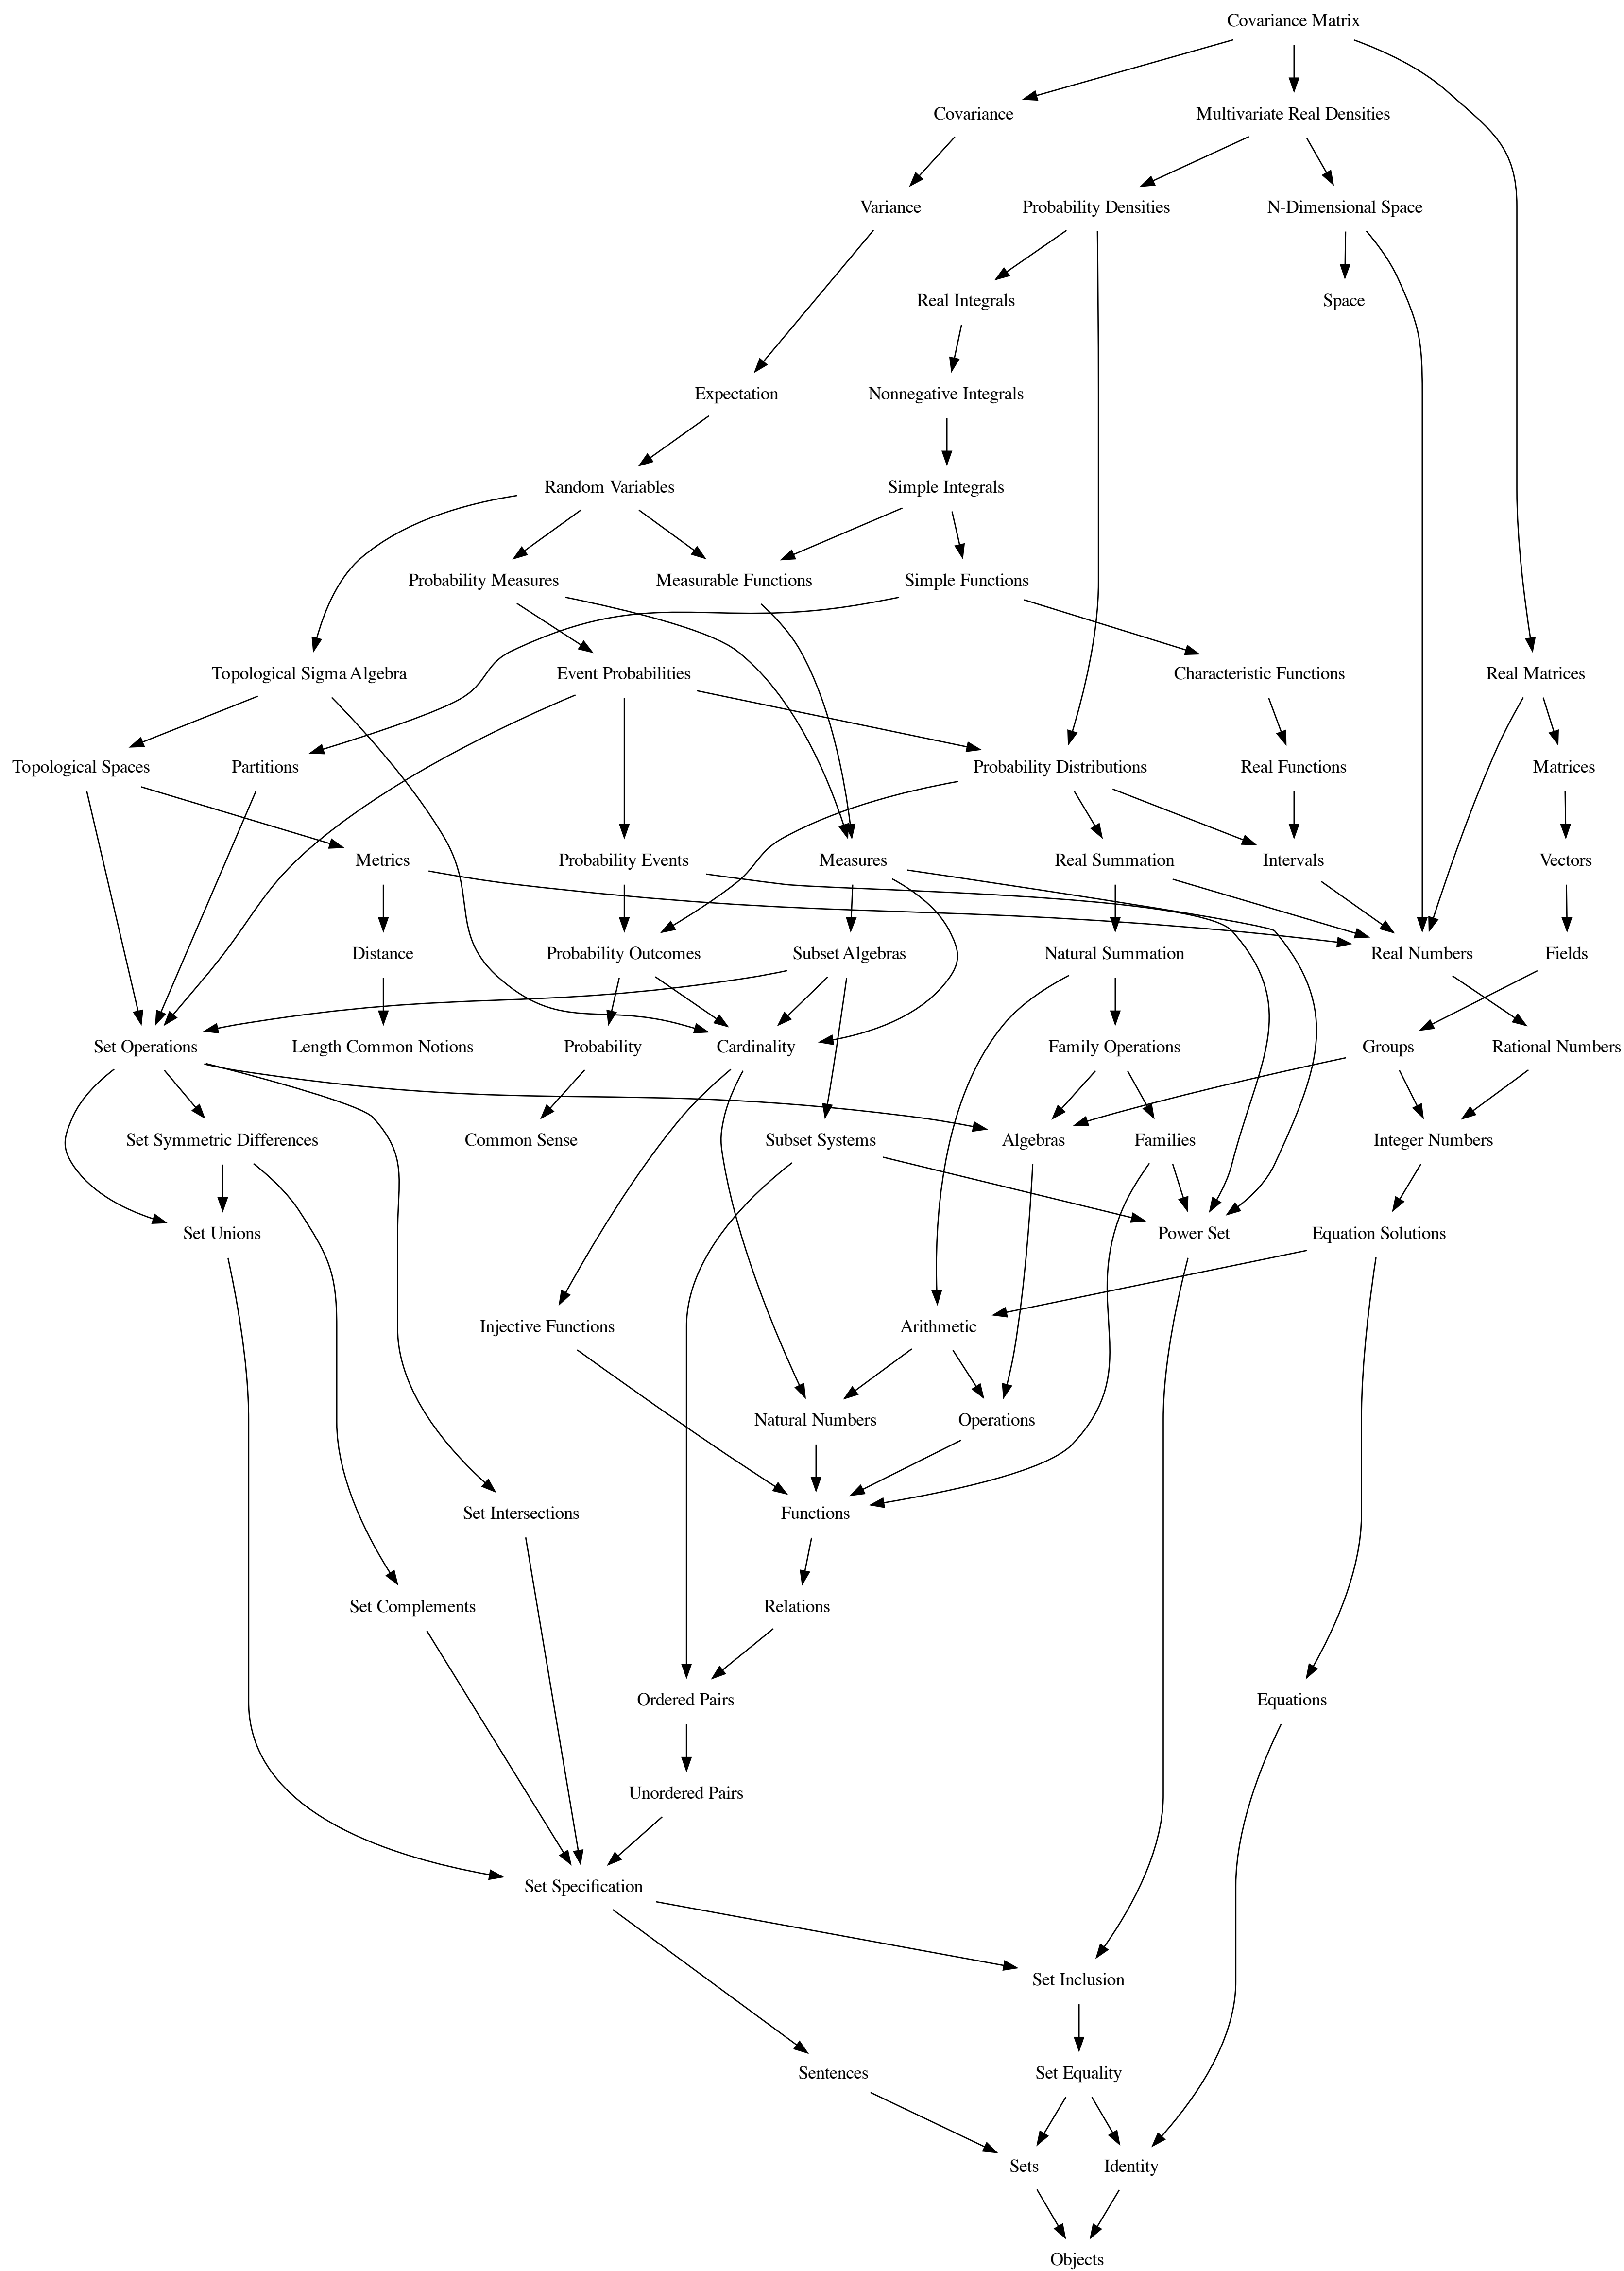 Covariance Matrix
Covariance
Multivariate Real Densities
Variance
Probability Densities
N-Dimensional Space
Real Integrals
Space
Expectation
Nonnegative Integrals
Random Variables
Simple Integrals
Probability Measures
Measurable Functions
Simple Functions
Topological Sigma Algebra
Event Probabilities
Characteristic Functions
Real Matrices
Topological Spaces
Partitions
Probability Distributions
Real Functions
Matrices
Metrics
Probability Events
Measures
Real Summation
Intervals
Vectors
Distance
Probability Outcomes
Subset Algebras
Natural Summation
Real Numbers
Fields
Set Operations
Length Common Notions
Probability
Cardinality
Family Operations
Groups
Rational Numbers
Set Symmetric Differences
Common Sense
Subset Systems
Algebras
Families
Integer Numbers
Set Unions
Power Set
Equation Solutions
Injective Functions
Arithmetic
Natural Numbers
Operations
Set Intersections
Functions
Set Complements
Relations
Ordered Pairs
Equations
Unordered Pairs
Set Specification
Set Inclusion
Sentences
Set Equality
Sets
Identity
Objects